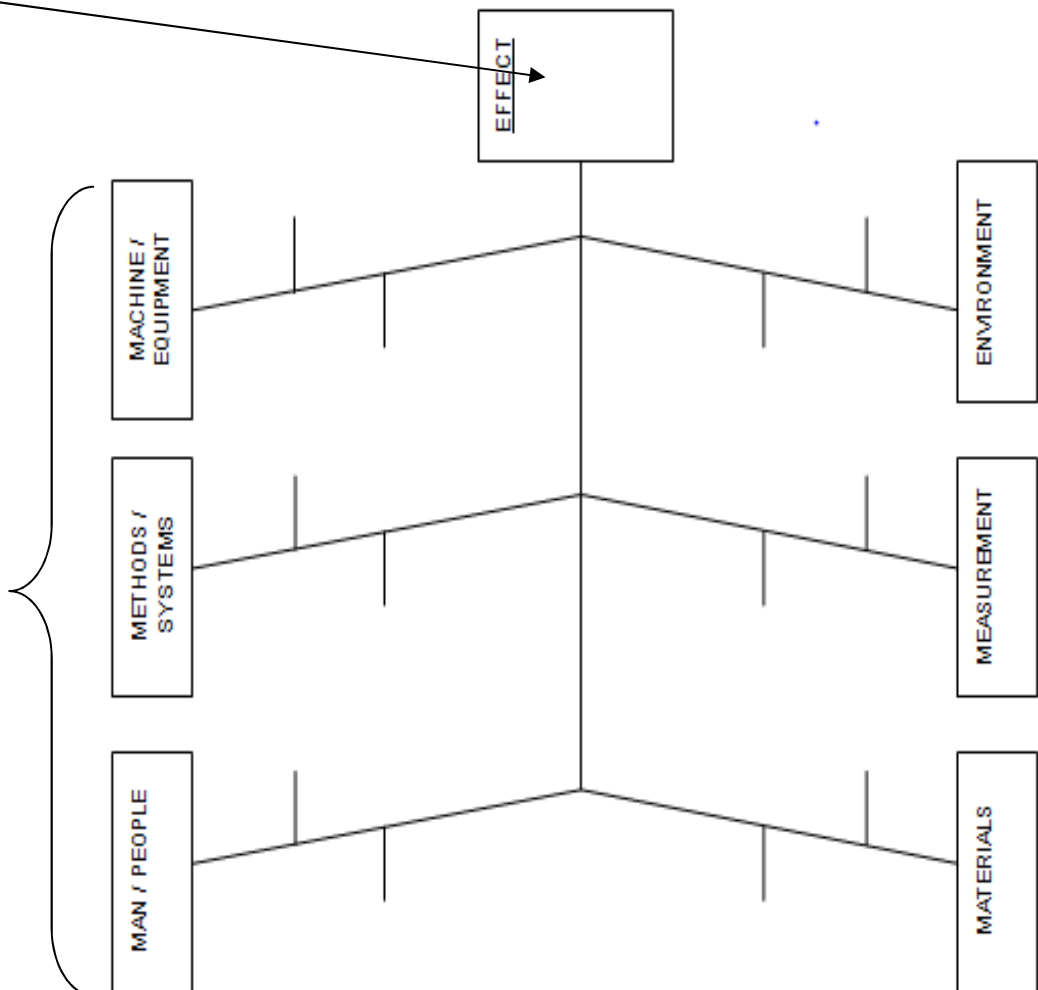 EFFECT
MACHINE /
EQUIPMENT
ENVIRONMENT
METHODS /
SYSTEMS
MEASUREMENT
MAN / PEOPLE
MATERIALS